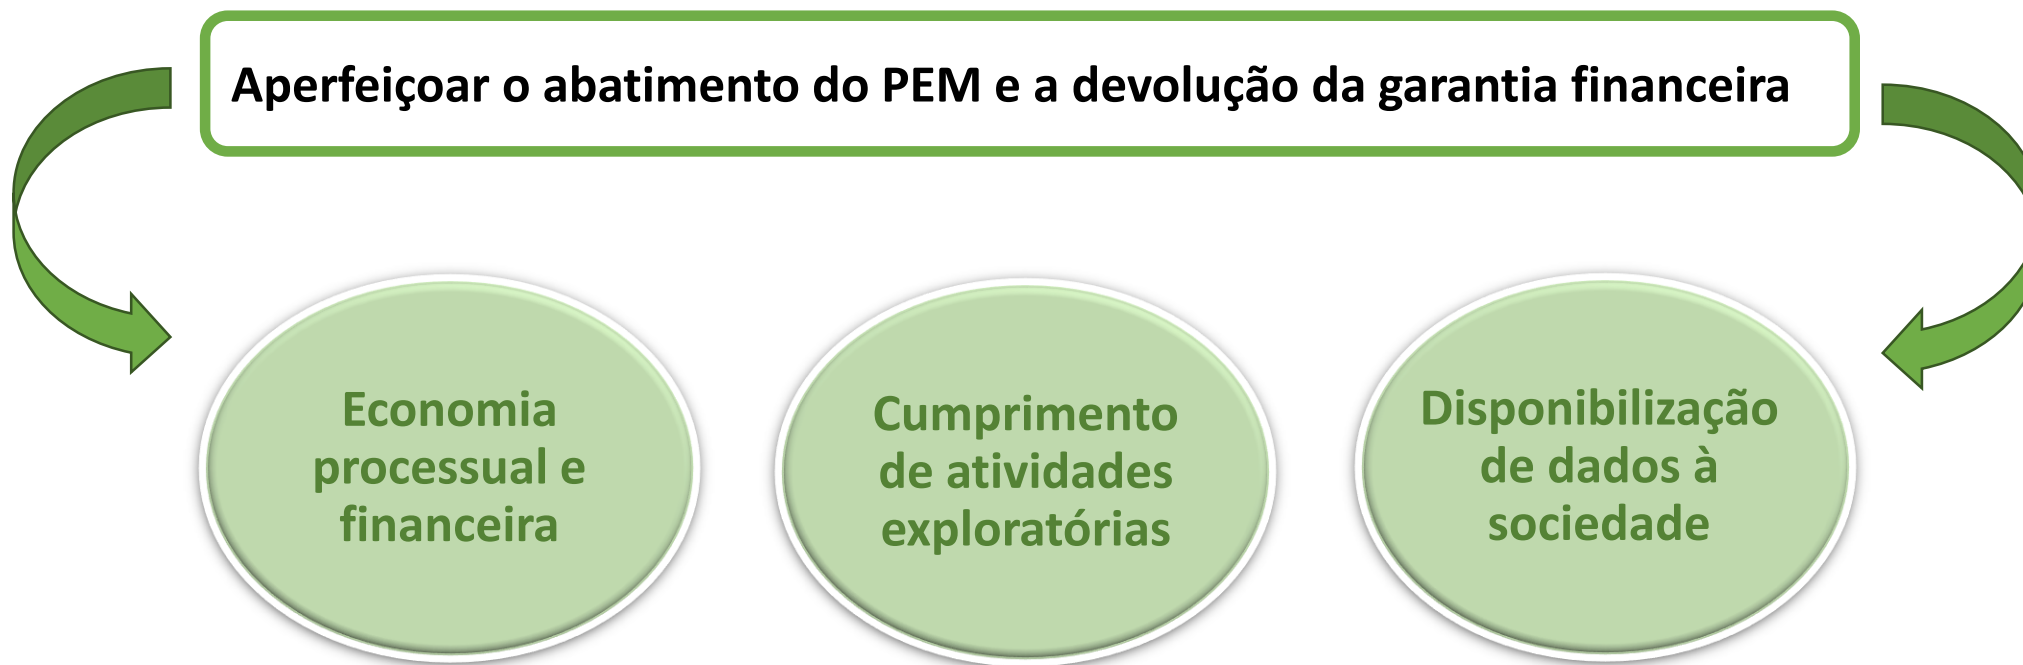 Aperfeiçoar o abatimento do PEM e a devolução da garantia financeira
Economia
processual e
financeira
Cumprimento
de atividades
exploratórias
Disponibilização
de dados à
sociedade